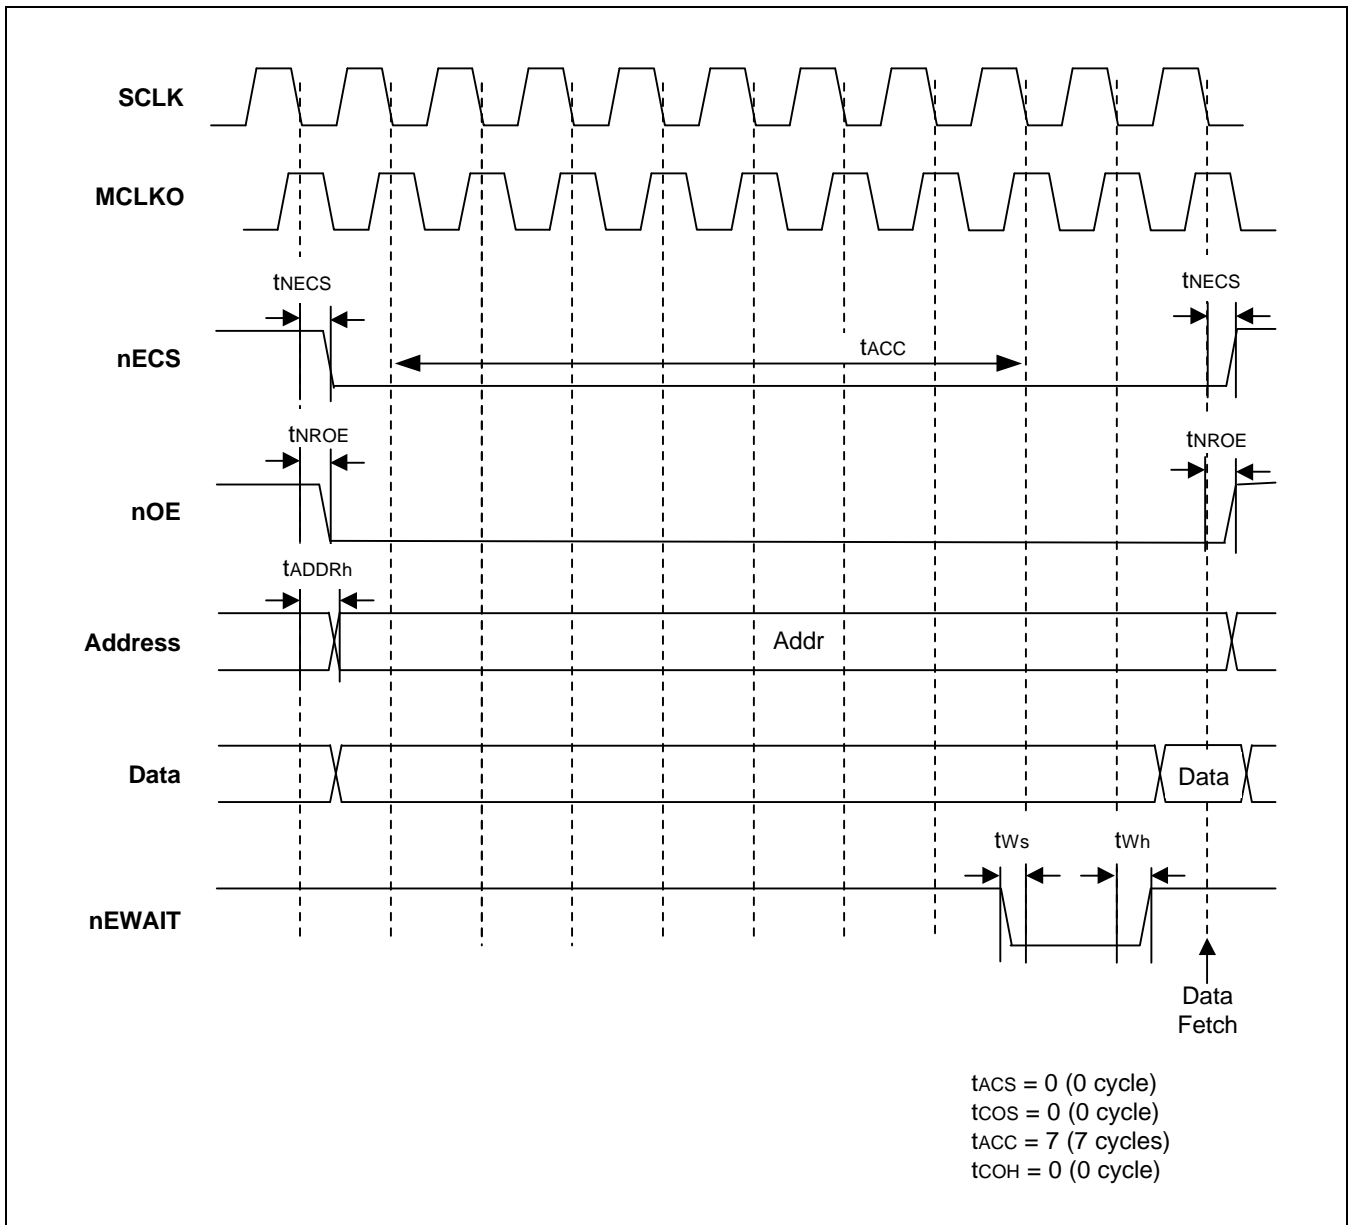 SCLK
MCLKO
tNECS
tNECS
nECS
tACC
tNROE
tNROE
nOE
tADDRh
Address
Addr
Data
Data
tWs
tWh
nEWAIT
Data
Fetch
tACS = 0 (0 cycle)
tCOS = 0 (0 cycle)
tACC = 7 (7 cycles)
tCOH = 0 (0 cycle)